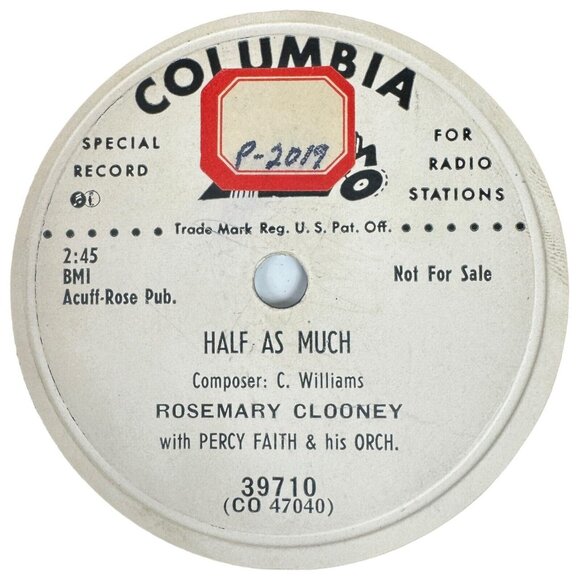 COLUMBIA
P-2019
SPECIAL
RECORD
FOR
RADIO
STATIONS
Trade Mark Reg. U. S. Pat. Off.
2:45
BMI
Acuff-Rose Pub.
Not For Sale
HALF AS MUCH
Composer: C. Williams
ROSEMARY CLOONEY
with PERCY FAITH & his ORCH.
39710
(CO 47040)